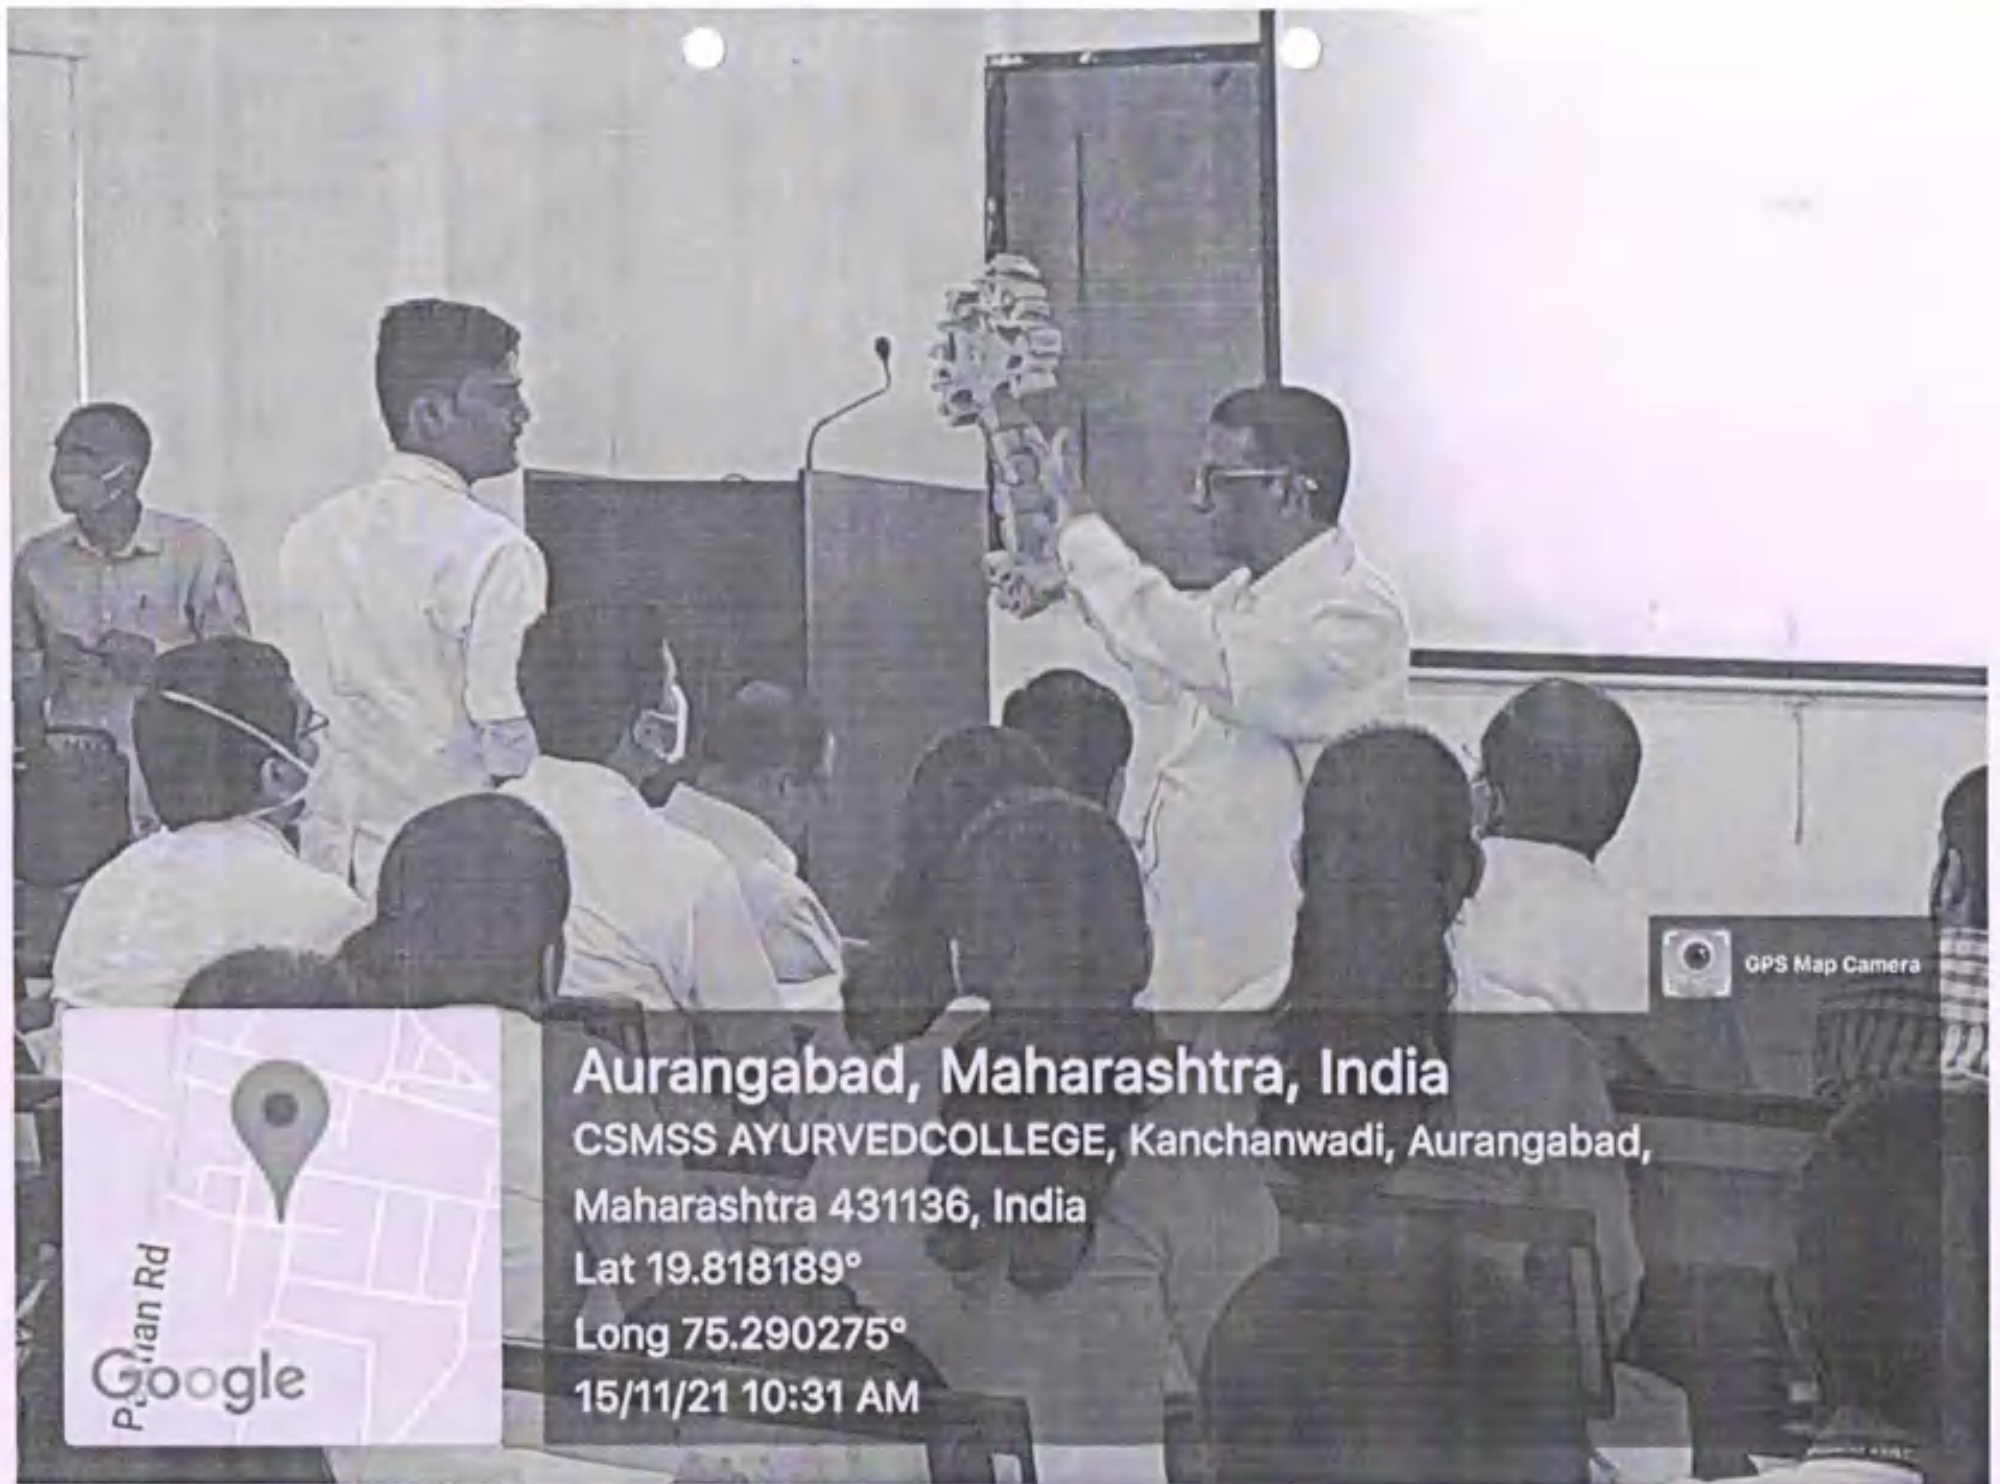 GPS Map Camera
Aurangabad, Maharashtra, India
CSMSS AYURVEDCOLLEGE, Kanchanwadi, Aurangabad,
Maharashtra 431136, India
Lat 19.818189°
Long 75.290275°
15/11/21 10:31 AM
Rd
Google